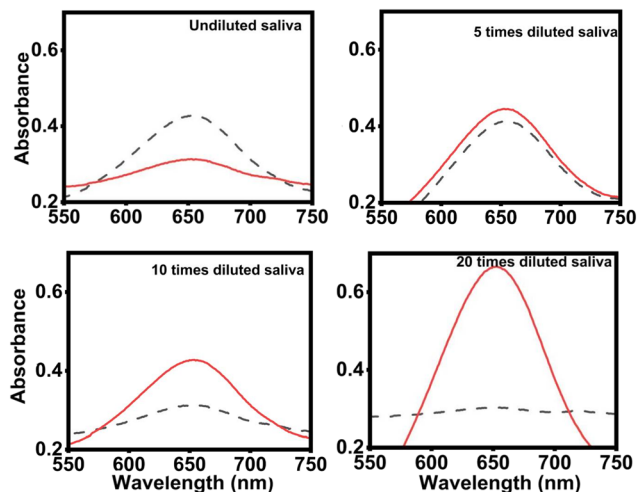 Undiluted saliva
0.6
0.4
0.2
Absorbance
550 600 650 700 750
5 times diluted saliva
0.6
0.4
0.2
550 600 650 700 750
10 times diluted saliva
0.6
0.4
0.2
Absorbance
550 600 650 700 750
Wavelength (nm)
20 times diluted saliva
0.6
0.4
0.2
550 600 650 700 750
Wavelength (nm)